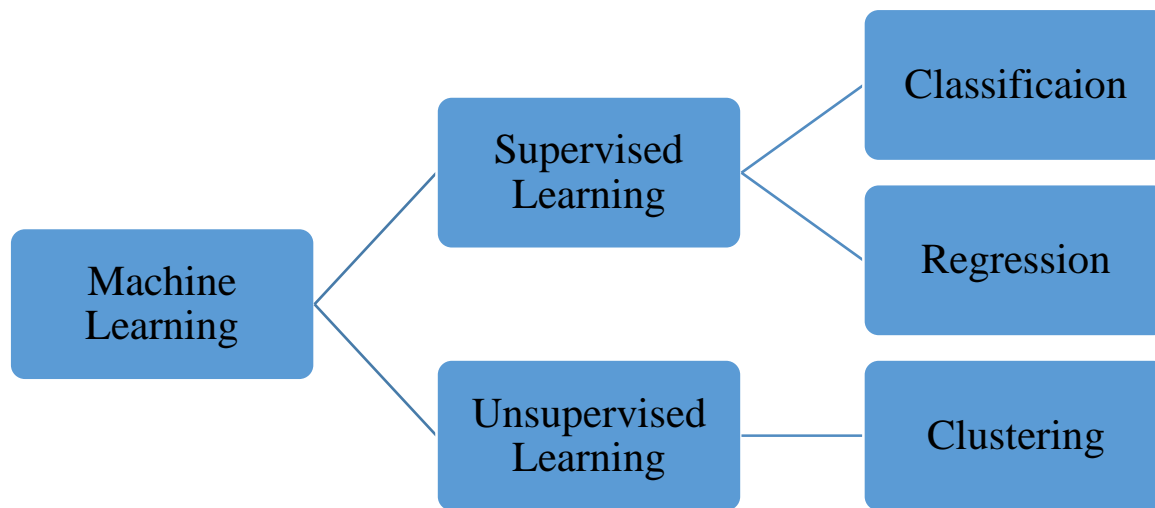 Machine
Learning
Supervised
Learning
Unsupervised
Learning
Classificaion
Regression
Clustering